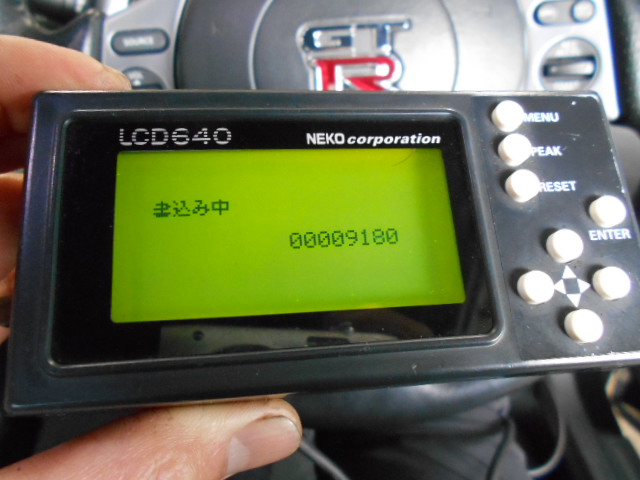 SOURCE
GT
R
LCD640
NEKO corporation
書込み中
00009180
MENU
PEAK
RESET
ENTER